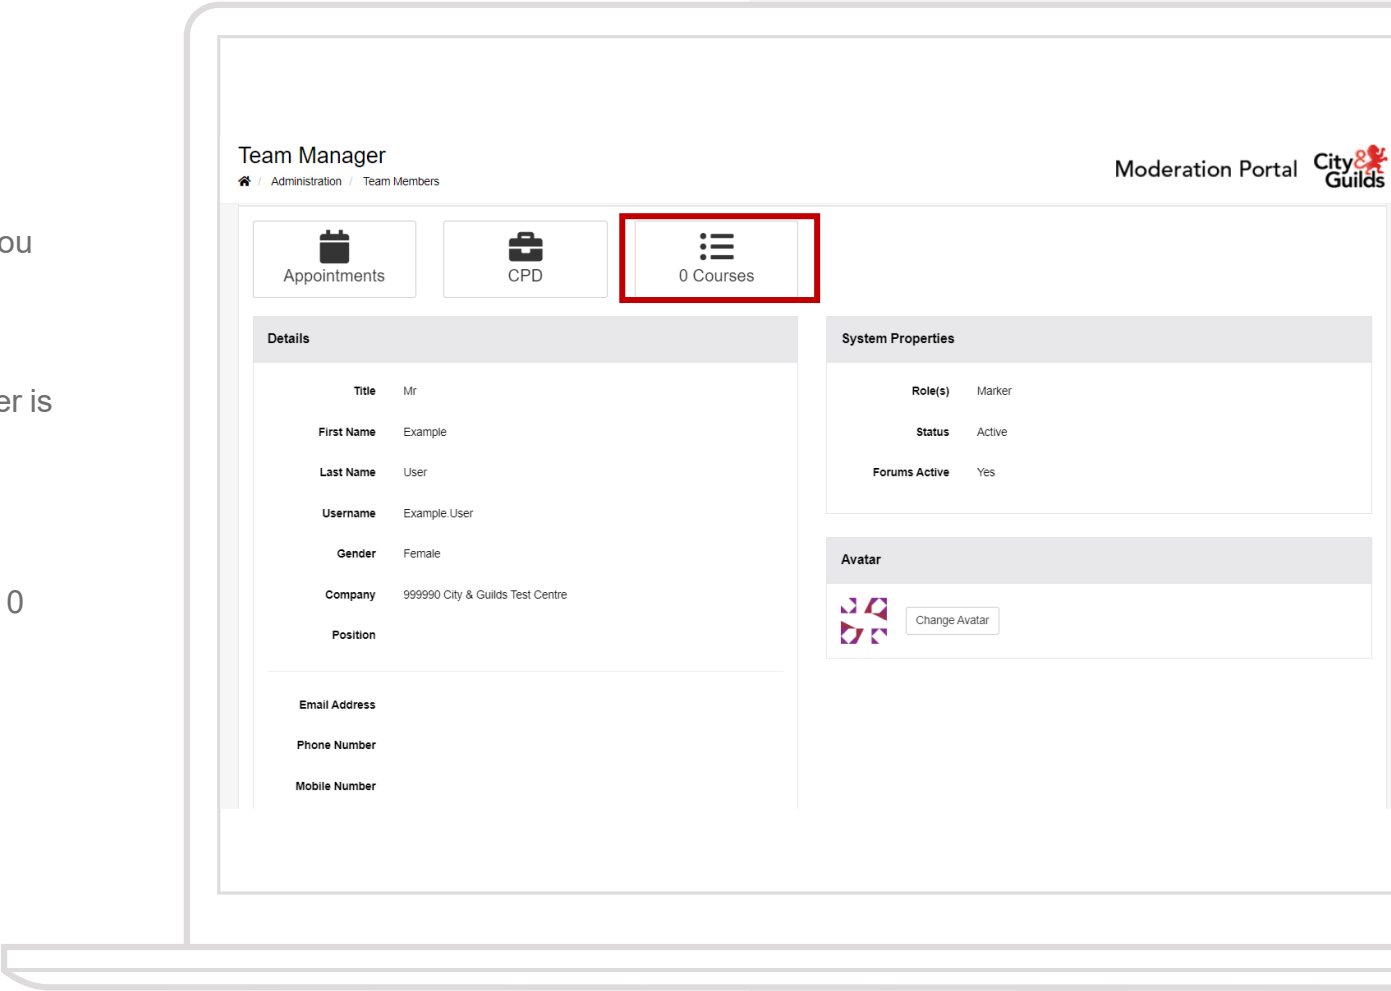 ou
er is
0
Team Manager
Moderation Portal City & Guilds
/ Administration / Team Members
Appointments
CPD
0 Courses
Details
Title Mr
First Name Example
Last Name User
Username Example.User
Gender Female
Company 999990 City & Guilds Test Centre
Position
Email Address
Phone Number
Mobile Number
System Properties
Role(s) Marker
Status Active
Forums Active Yes
Avatar
Change Avatar